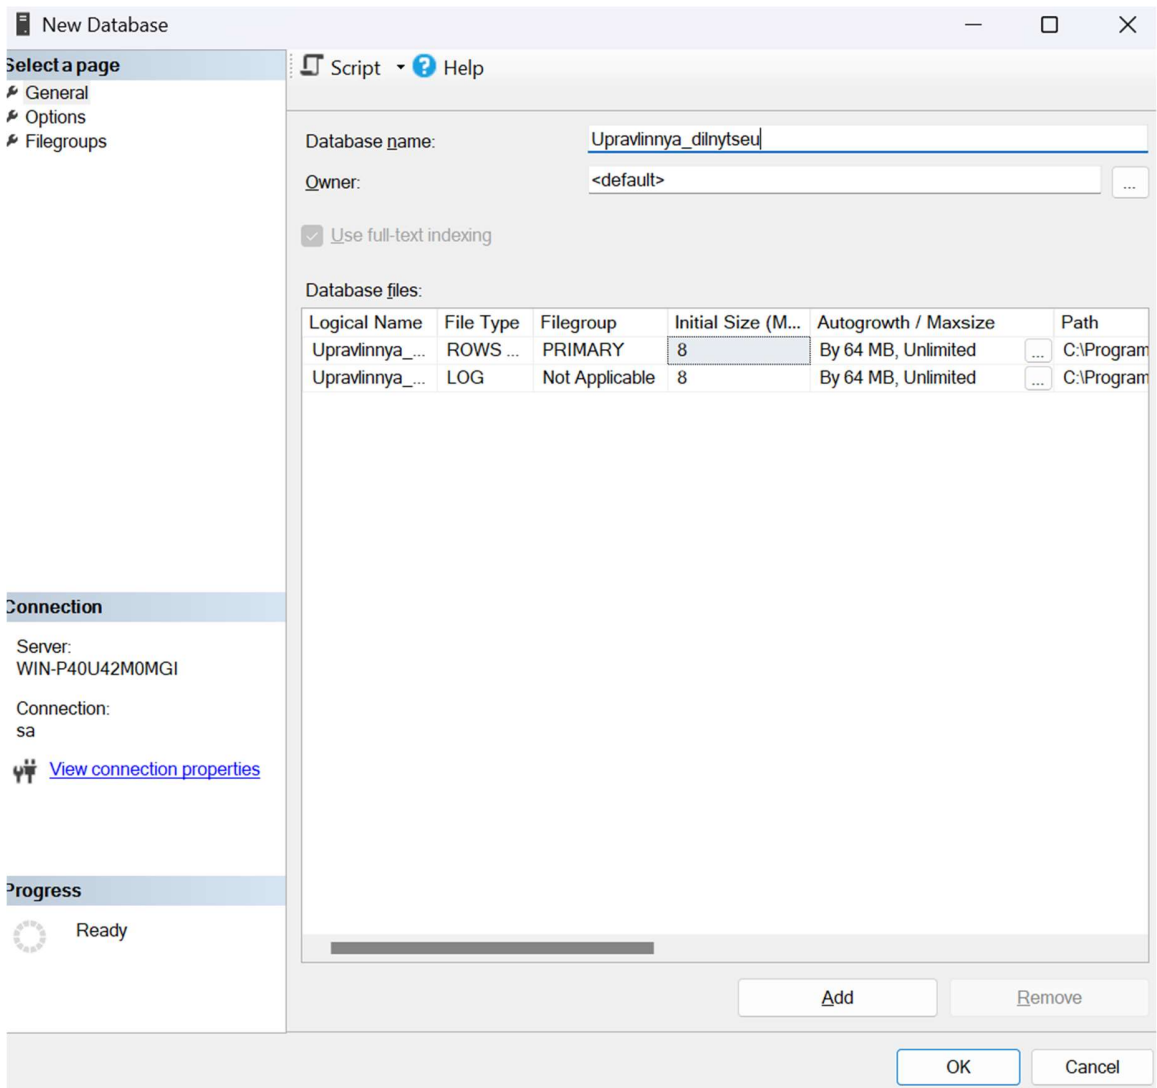 New Database
Select a page
General
Options
Filegroups
Script
Help
Database name:
Upravlinnya_dilnytseu
Owner:
<default>
...
Use full-text indexing
Database files:
Logical Name File Type Filegroup Initial Size (M... Autogrowth / Maxsize Path
Upravlinnya_... ROWS ... PRIMARY 8 By 64 MB, Unlimited ... C:\Program
Upravlinnya_... LOG Not Applicable 8 By 64 MB, Unlimited ... C:\Program
Connection
Server:
WIN-P40U42M0MGI
Connection:
sa
View connection properties
Progress
Ready
Add
Remove
OK
Cancel